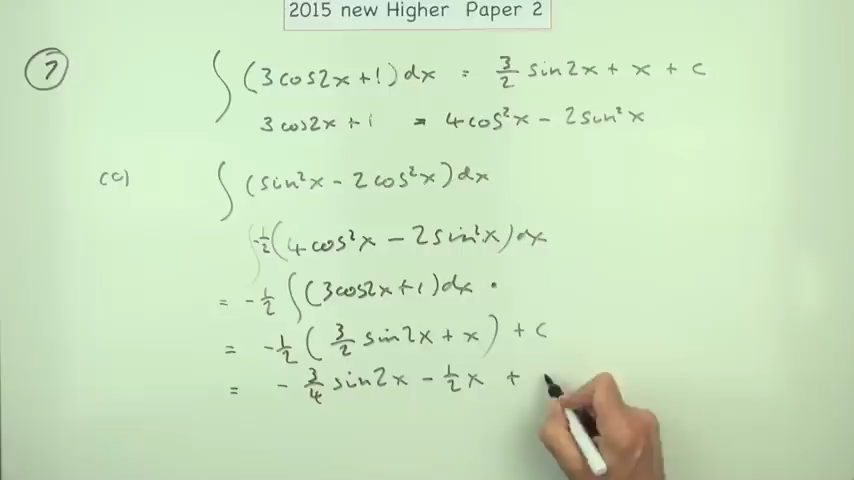 2015 new Higher Paper 2
7
∫ (3cos2x+1)dx = 3/2 sin2x + x + c
3cos2x+1 = 4cos²x - 2sin²x
(c) ∫ (sin²x - 2cos²x)dx
∫ -1/2(4cos²x - 2sin²x)dx
= -1/2 ∫ (3cos2x+1)dx .
= -1/2 (3/2 sin2x + x) + c
= -3/4 sin2x - 1/2x +